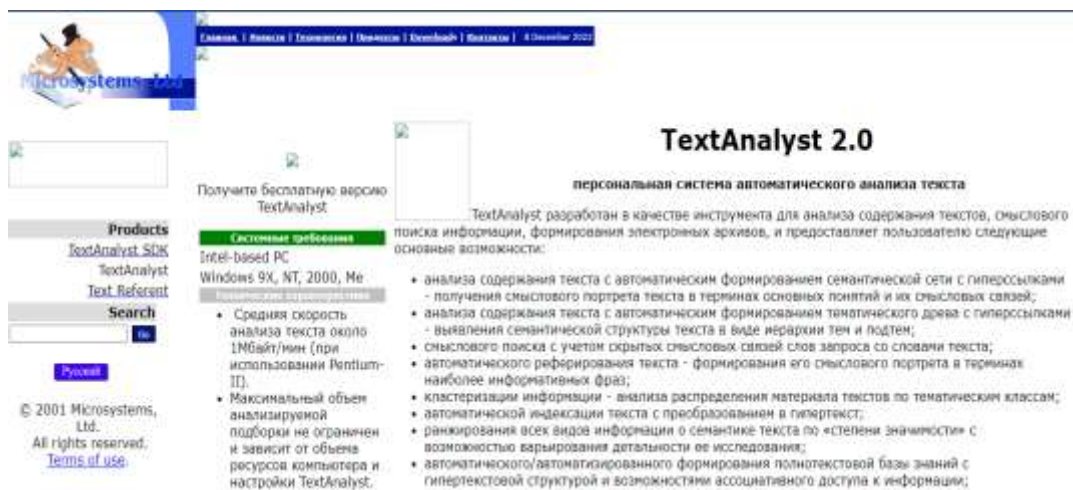 Главная | Новости | Технология | Продукты | Download | Контакты | 8 December 2022
Microsystems, Ltd
Products
TextAnalyst SDK
TextAnalyst
Text Referent
Search
Go
Русский
© 2001 Microsystems,
Ltd.
All rights reserved.
Terms of use.
Получите бесплатную версию
TextAnalyst
Системные требования
Intel-based PC
Windows 9X, NT, 2000, Me
Технические характеристики
• Средняя скорость
анализа текста около
1Мбайт/мин (при
использовании Pentium-
II).
• Максимальный объем
анализируемой
подборки не ограничен
и зависит от объема
ресурсов компьютера и
настройки TextAnalyst.
TextAnalyst 2.0
персональная система автоматического анализа текста
TextAnalyst разработан в качестве инструмента для анализа содержания текстов, смыслового
поиска информации, формирования электронных архивов, и предоставляет пользователю следующие
основные возможности:
• анализа содержания текста с автоматическим формированием семантической сети с гиперссылками
- получения смыслового портрета текста в терминах основных понятий и их смысловых связей;
• анализа содержания текста с автоматическим формированием тематического древа с гиперссылками
- выявления семантической структуры текста в виде иерархии тем и подтем;
• смыслового поиска с учетом скрытых смысловых связей слов запроса со словами текста;
• автоматического реферирования текста - формирования его смыслового портрета в терминах
наиболее информативных фраз;
• кластеризации информации - анализа распределения материала текстов по тематическим классам;
• автоматической индексации текста с преобразованием в гипертекст;
• ранжирования всех видов информации о семантике текста по «степени значимости» с
возможностью варьирования детальности ее исследования;
• автоматического/автоматизированного формирования полнотекстовой базы знаний с
гипертекстовой структурой и возможностями ассоциативного доступа к информации;